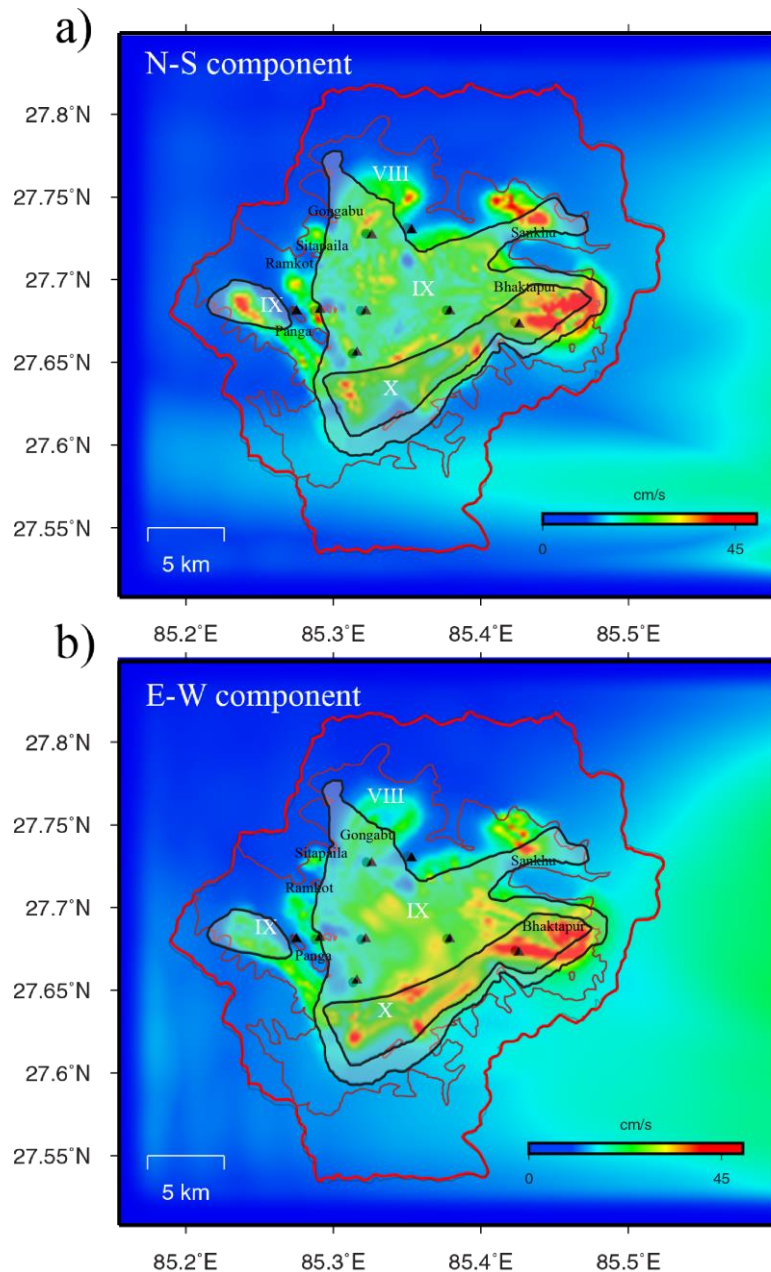 a)
N-S component
27.8°N
VIII
27.75°N
Gongabu
Sankhu
Sitapaila
Ramkot
27.7°N
IX
IX
Bhaktapur
Panga
27.65°N
X
27.6°N
cm/s
27.55°N
0
45
5 km
85.2°E
85.3°E
85.4°E
85.5°E
b)
E-W component
27.8°N
VIII
27.75°N
Gongabu
Sitapaila
Sankhu
Ramkot
27.7°N
IX
IX
Bhaktapur
Panga
27.65°N
X
27.6°N
cm/s
27.55°N
0
45
5 km
85.2°E
85.3°E
85.4°E
85.5°E